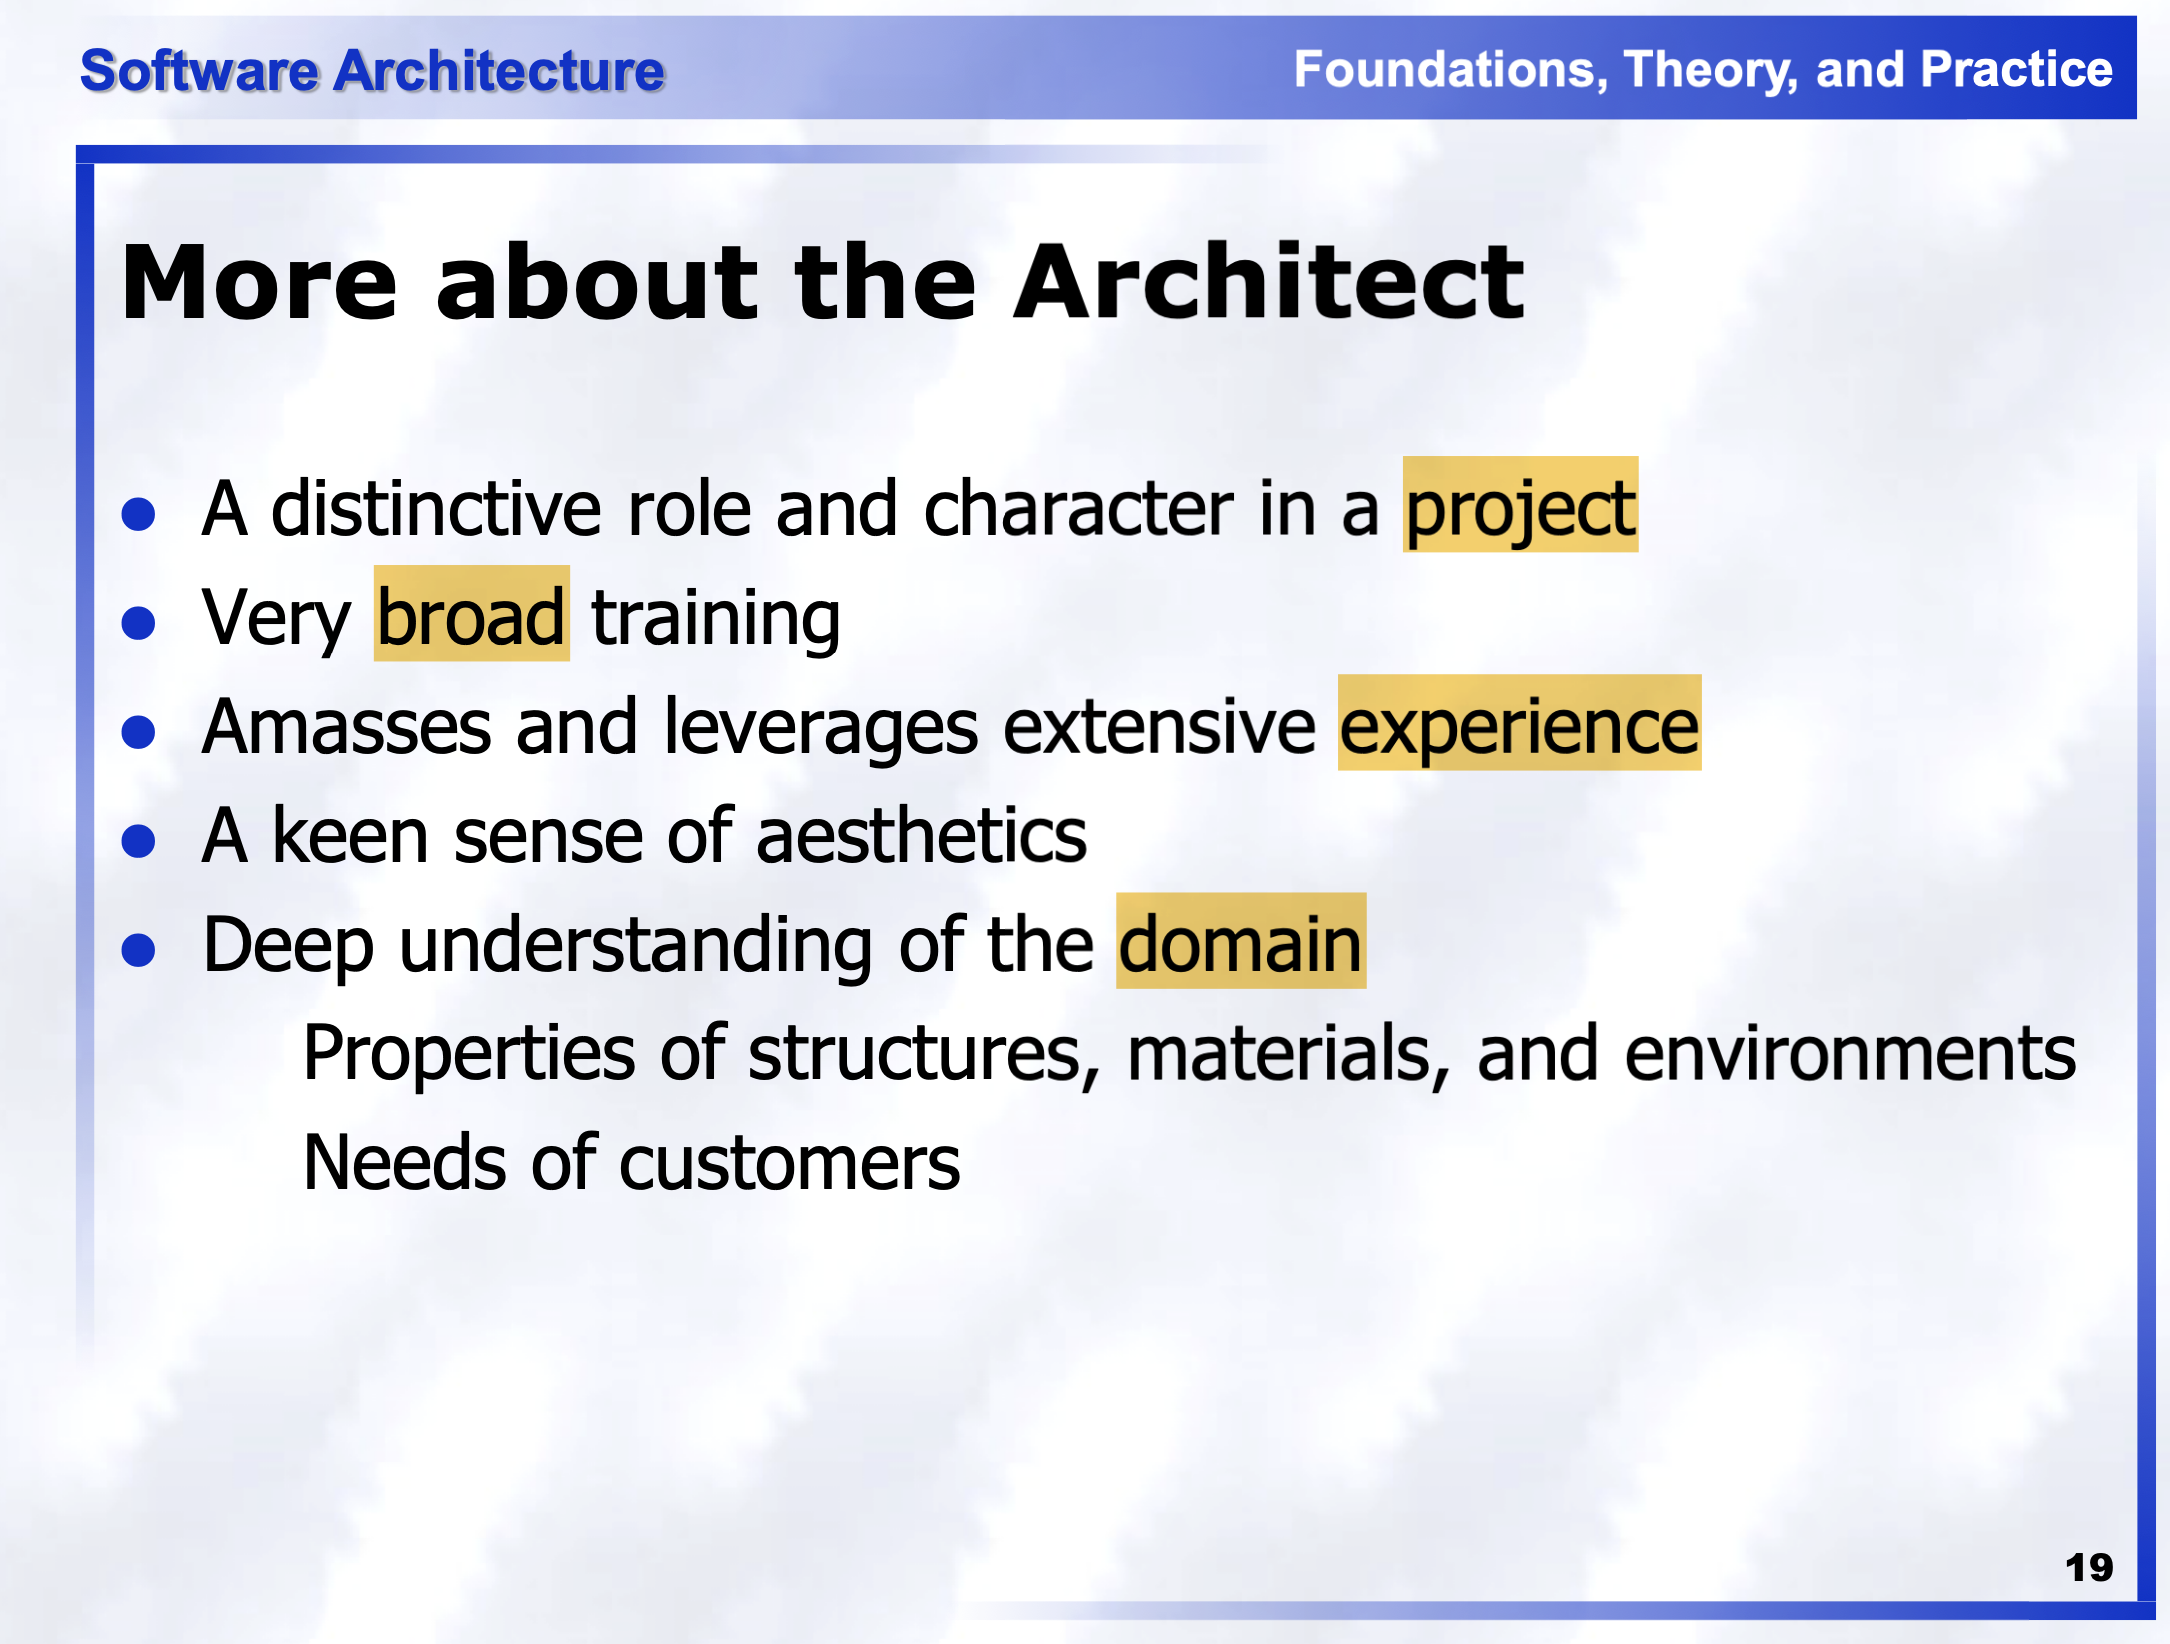 Software Architecture
Foundations, Theory, and Practice
More about the Architect
A distinctive role and character in a project
Very broad training
Amasses and leverages extensive experience
A keen sense of aesthetics
Deep understanding of the domain
Properties of structures, materials, and environments
Needs of customers
19